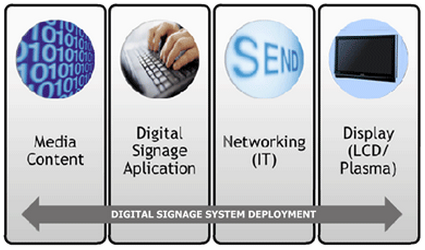 SEND
Media
Content
Digital
Signage
Aplication
Networking
(IT)
Display
(LCD/
Plasma)
DIGITAL SIGNAGE SYSTEM DEPLOYMENT